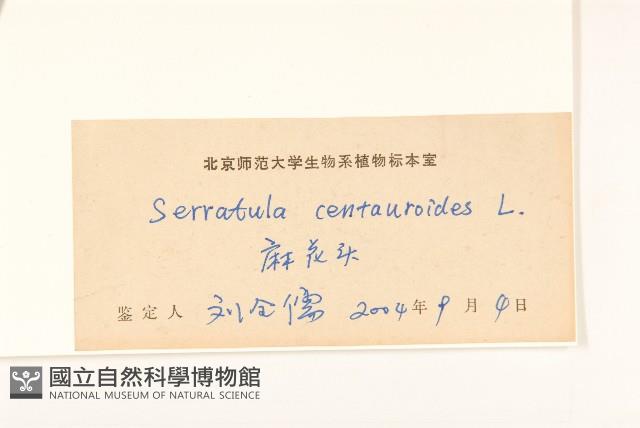 北京师范大学生物系植物标本室
Serratula centauroides L.
麻花头
鉴定人 刘全儒 2004年9月4日
國立自然科學博物館
NATIONAL MUSEUM OF NATURAL SCIENCE